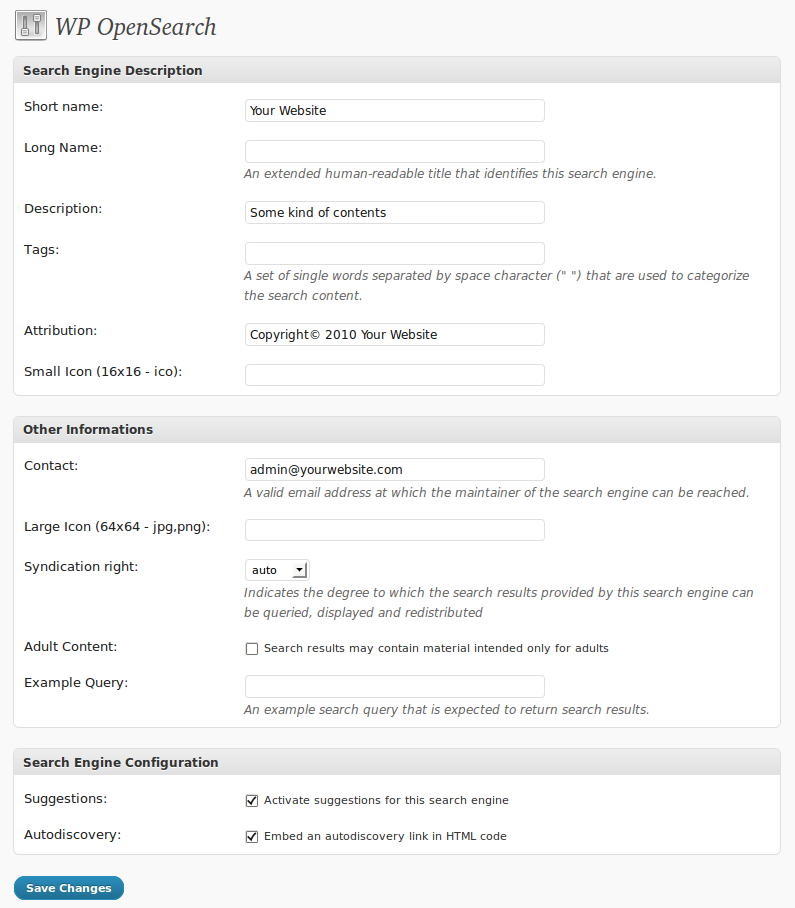 WP OpenSearch
Search Engine Description
Short name:
Your Website
Long Name:
An extended human-readable title that identifies this search engine.
Description:
Some kind of contents
Tags:
A set of single words separated by space character (" ") that are used to categorize
the search content.
Attribution:
Copyright© 2010 Your Website
Small Icon (16x16 - ico):
Other Informations
Contact:
admin@yourwebsite.com
A valid email address at which the maintainer of the search engine can be reached.
Large Icon (64x64 - jpg,png):
Syndication right:
auto
Indicates the degree to which the search results provided by this search engine can
be queried, displayed and redistributed
Adult Content:
Search results may contain material intended only for adults
Example Query:
An example search query that is expected to return search results.
Search Engine Configuration
Suggestions:
Activate suggestions for this search engine
Autodiscovery:
Embed an autodiscovery link in HTML code
Save Changes